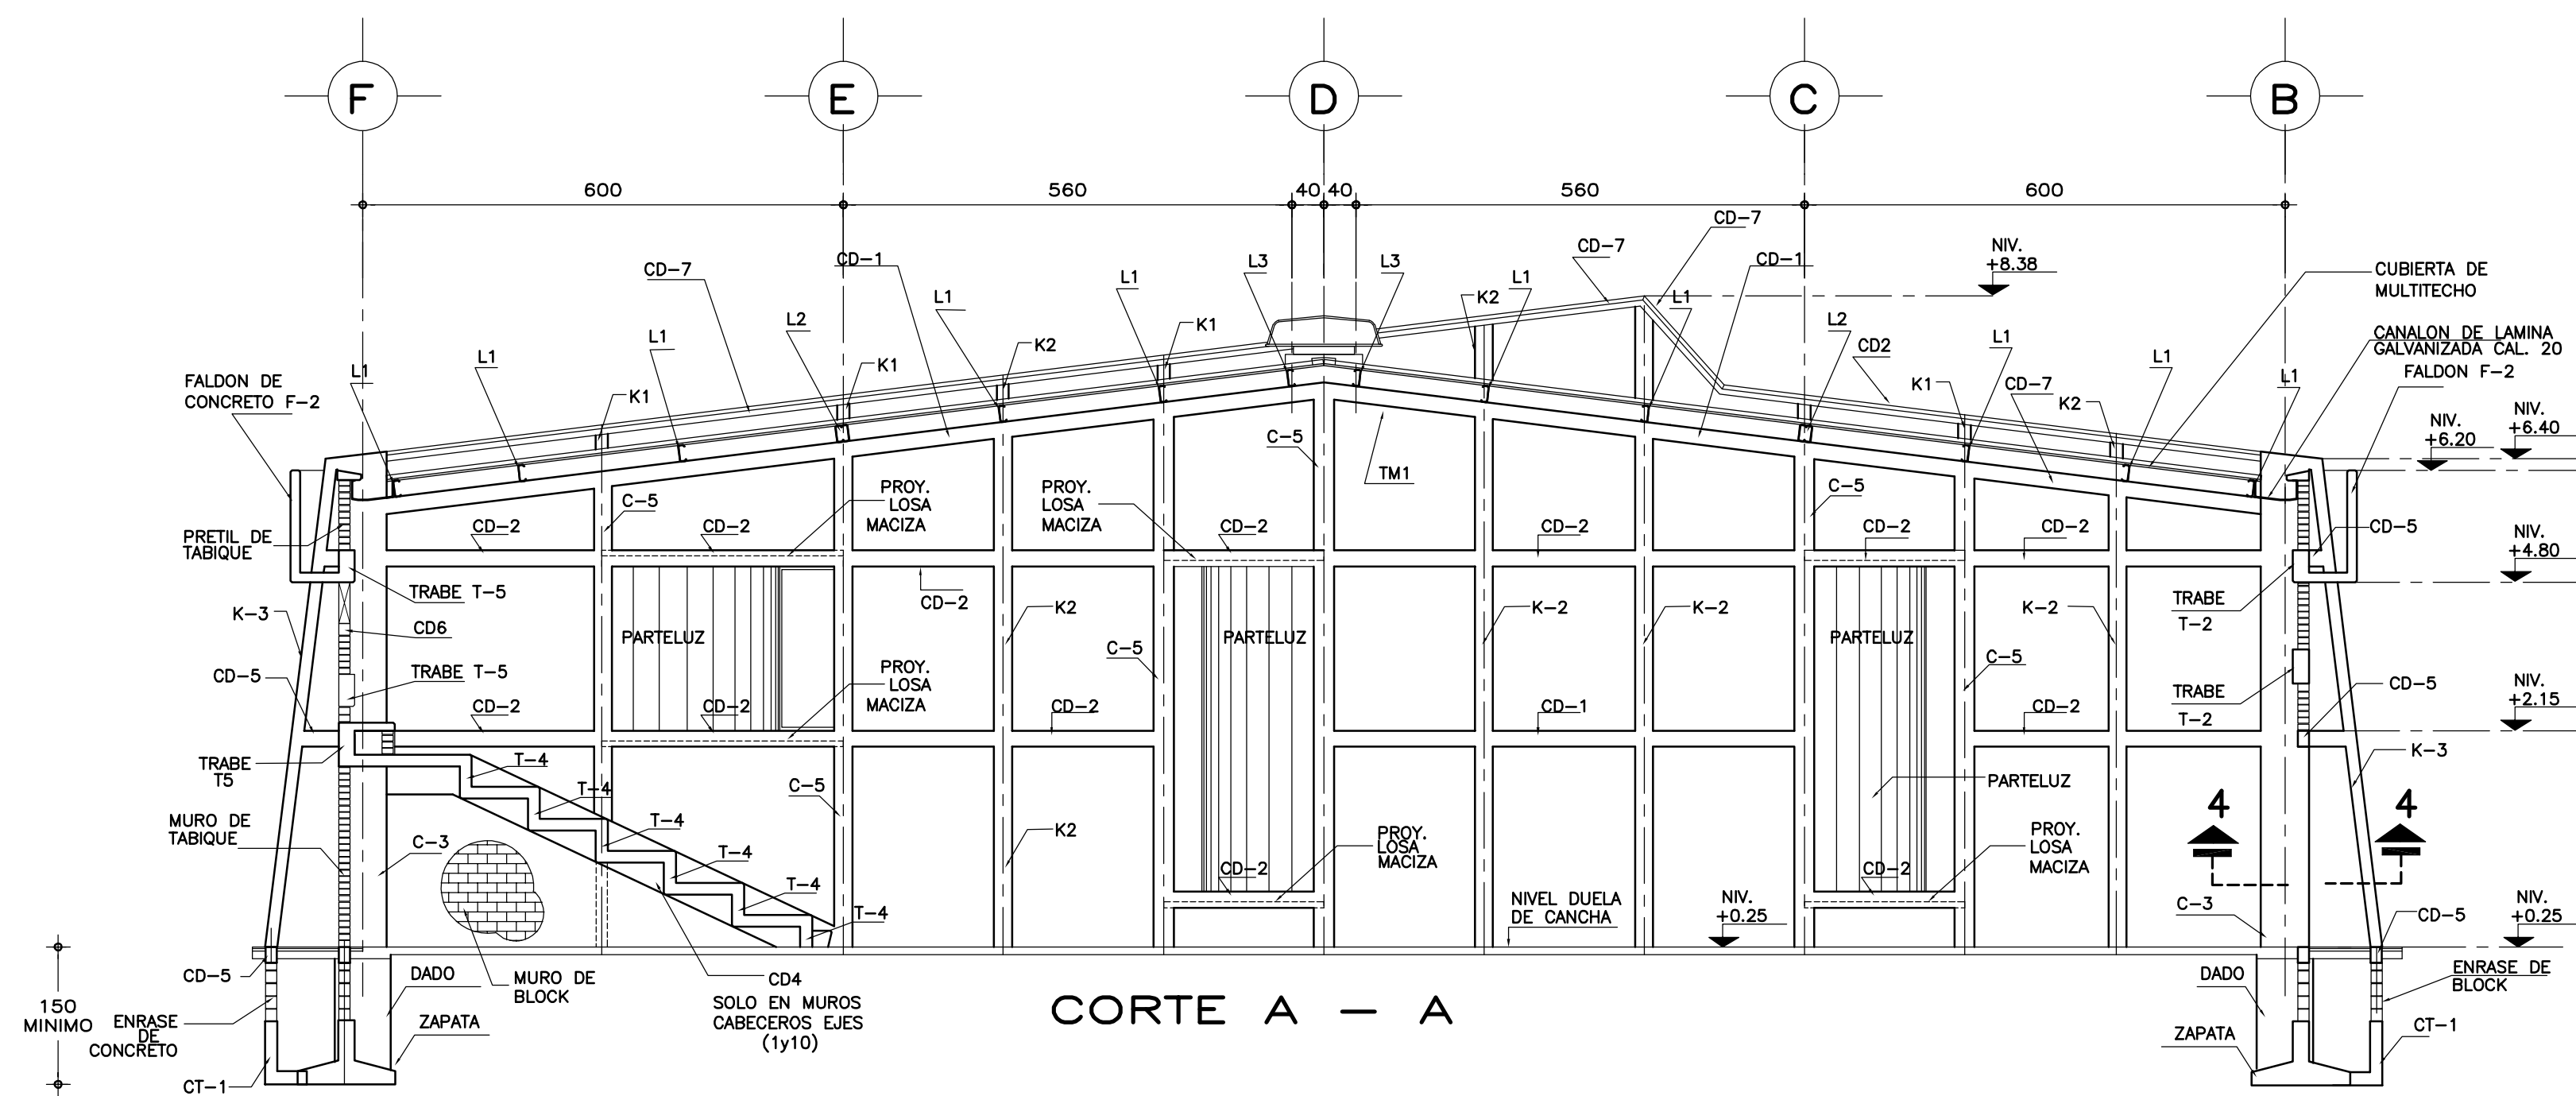 F
E
D
C
B
600
560
40
40
560
600
CD-7
CD-7
NIV.
+8.38
CD-7
CD-1
L1
L3
L3
L1
CD-1
CUBIERTA DE
MULTITECHO
L1
K2
L1
L2
K1
L2
CD2
L1
CANALON DE LAMINA
GALVANIZADA CAL. 20
L1
L1
K1
K2
L1
L1
FALDON DE
CONCRETO F-2
K1
K1
CD-7
K2
L1
FALDON F-2
NIV.
+6.20
NIV.
+6.40
C-5
TM1
C-5
PROY.
LOSA
MACIZA
PROY.
LOSA
MACIZA
C-5
PRETIL DE
TABIQUE
CD-2
CD-2
CD-2
CD-2
CD-2
CD-2
CD-5
NIV.
+4.80
K-3
TRABE T-5
CD6
CD-2
K2
K-2
K-2
K-2
TRABE
T-2
PARTELUZ
PARTELUZ
PARTELUZ
CD-5
TRABE T-5
PROY.
LOSA
MACIZA
C-5
C-5
CD-5
NIV.
+2.15
CD-2
CD-2
CD-2
CD-1
CD-2
TRABE
T-2
TRABE
T5
T-4
T-4
T-4
T-4
T-4
T-4
C-5
K-3
PARTELUZ
4
4
MURO DE
TABIQUE
C-3
K2
PROY.
LOSA
MACIZA
PROY.
LOSA
MACIZA
CD-2
CD-2
NIVEL DUELA
DE CANCHA
NIV.
+0.25
C-3
CD-5
NIV.
+0.25
CD-5
DADO
MURO DE
BLOCK
CD4
SOLO EN MUROS
CABECEROS EJES
(1y10)
CORTE A - A
DADO
ENRASE DE
BLOCK
150
MINIMO
ENRASE
DE
CONCRETO
ZAPATA
ZAPATA
CT-1
CT-1